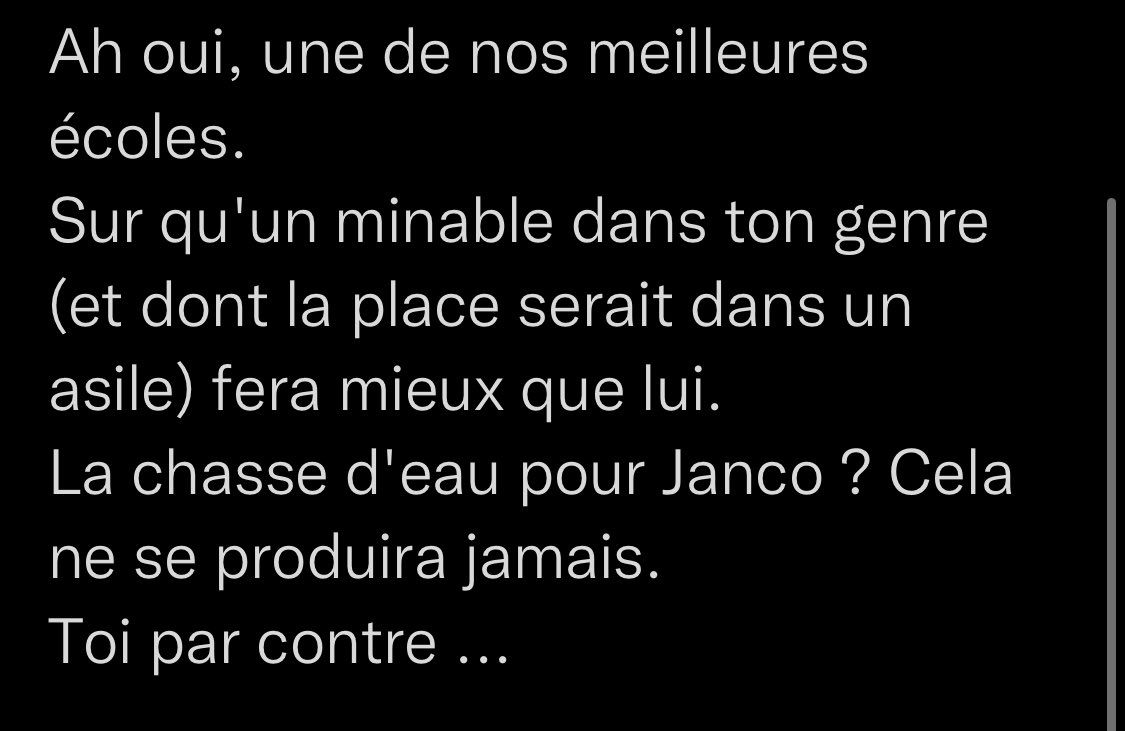 Ah oui, une de nos meilleures
écoles.
Sur qu'un minable dans ton genre
(et dont la place serait dans un
asile) fera mieux que lui.
La chasse d'eau pour Janco ? Cela
ne se produira jamais.
Toi par contre ...